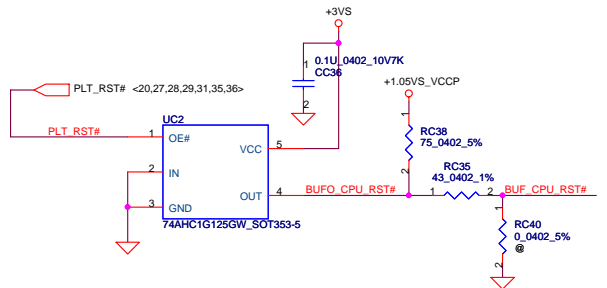 +3VS
1
0.1U_0402_10V7K
CC36
2
PLT_RST# <20,27,28,29,31,35,36>
+1.05VS_VCCP
UC2
PLT_RST#
1
OE#
VCC
5
1
RC38
75_0402_5%
2
2
IN
RC35
43_0402_1%
OUT
4
BUFO_CPU_RST#
1
2
BUF_CPU_RST#
3
GND
74AHC1G125GW_SOT353-5
1
RC40
0_0402_5%
@
2